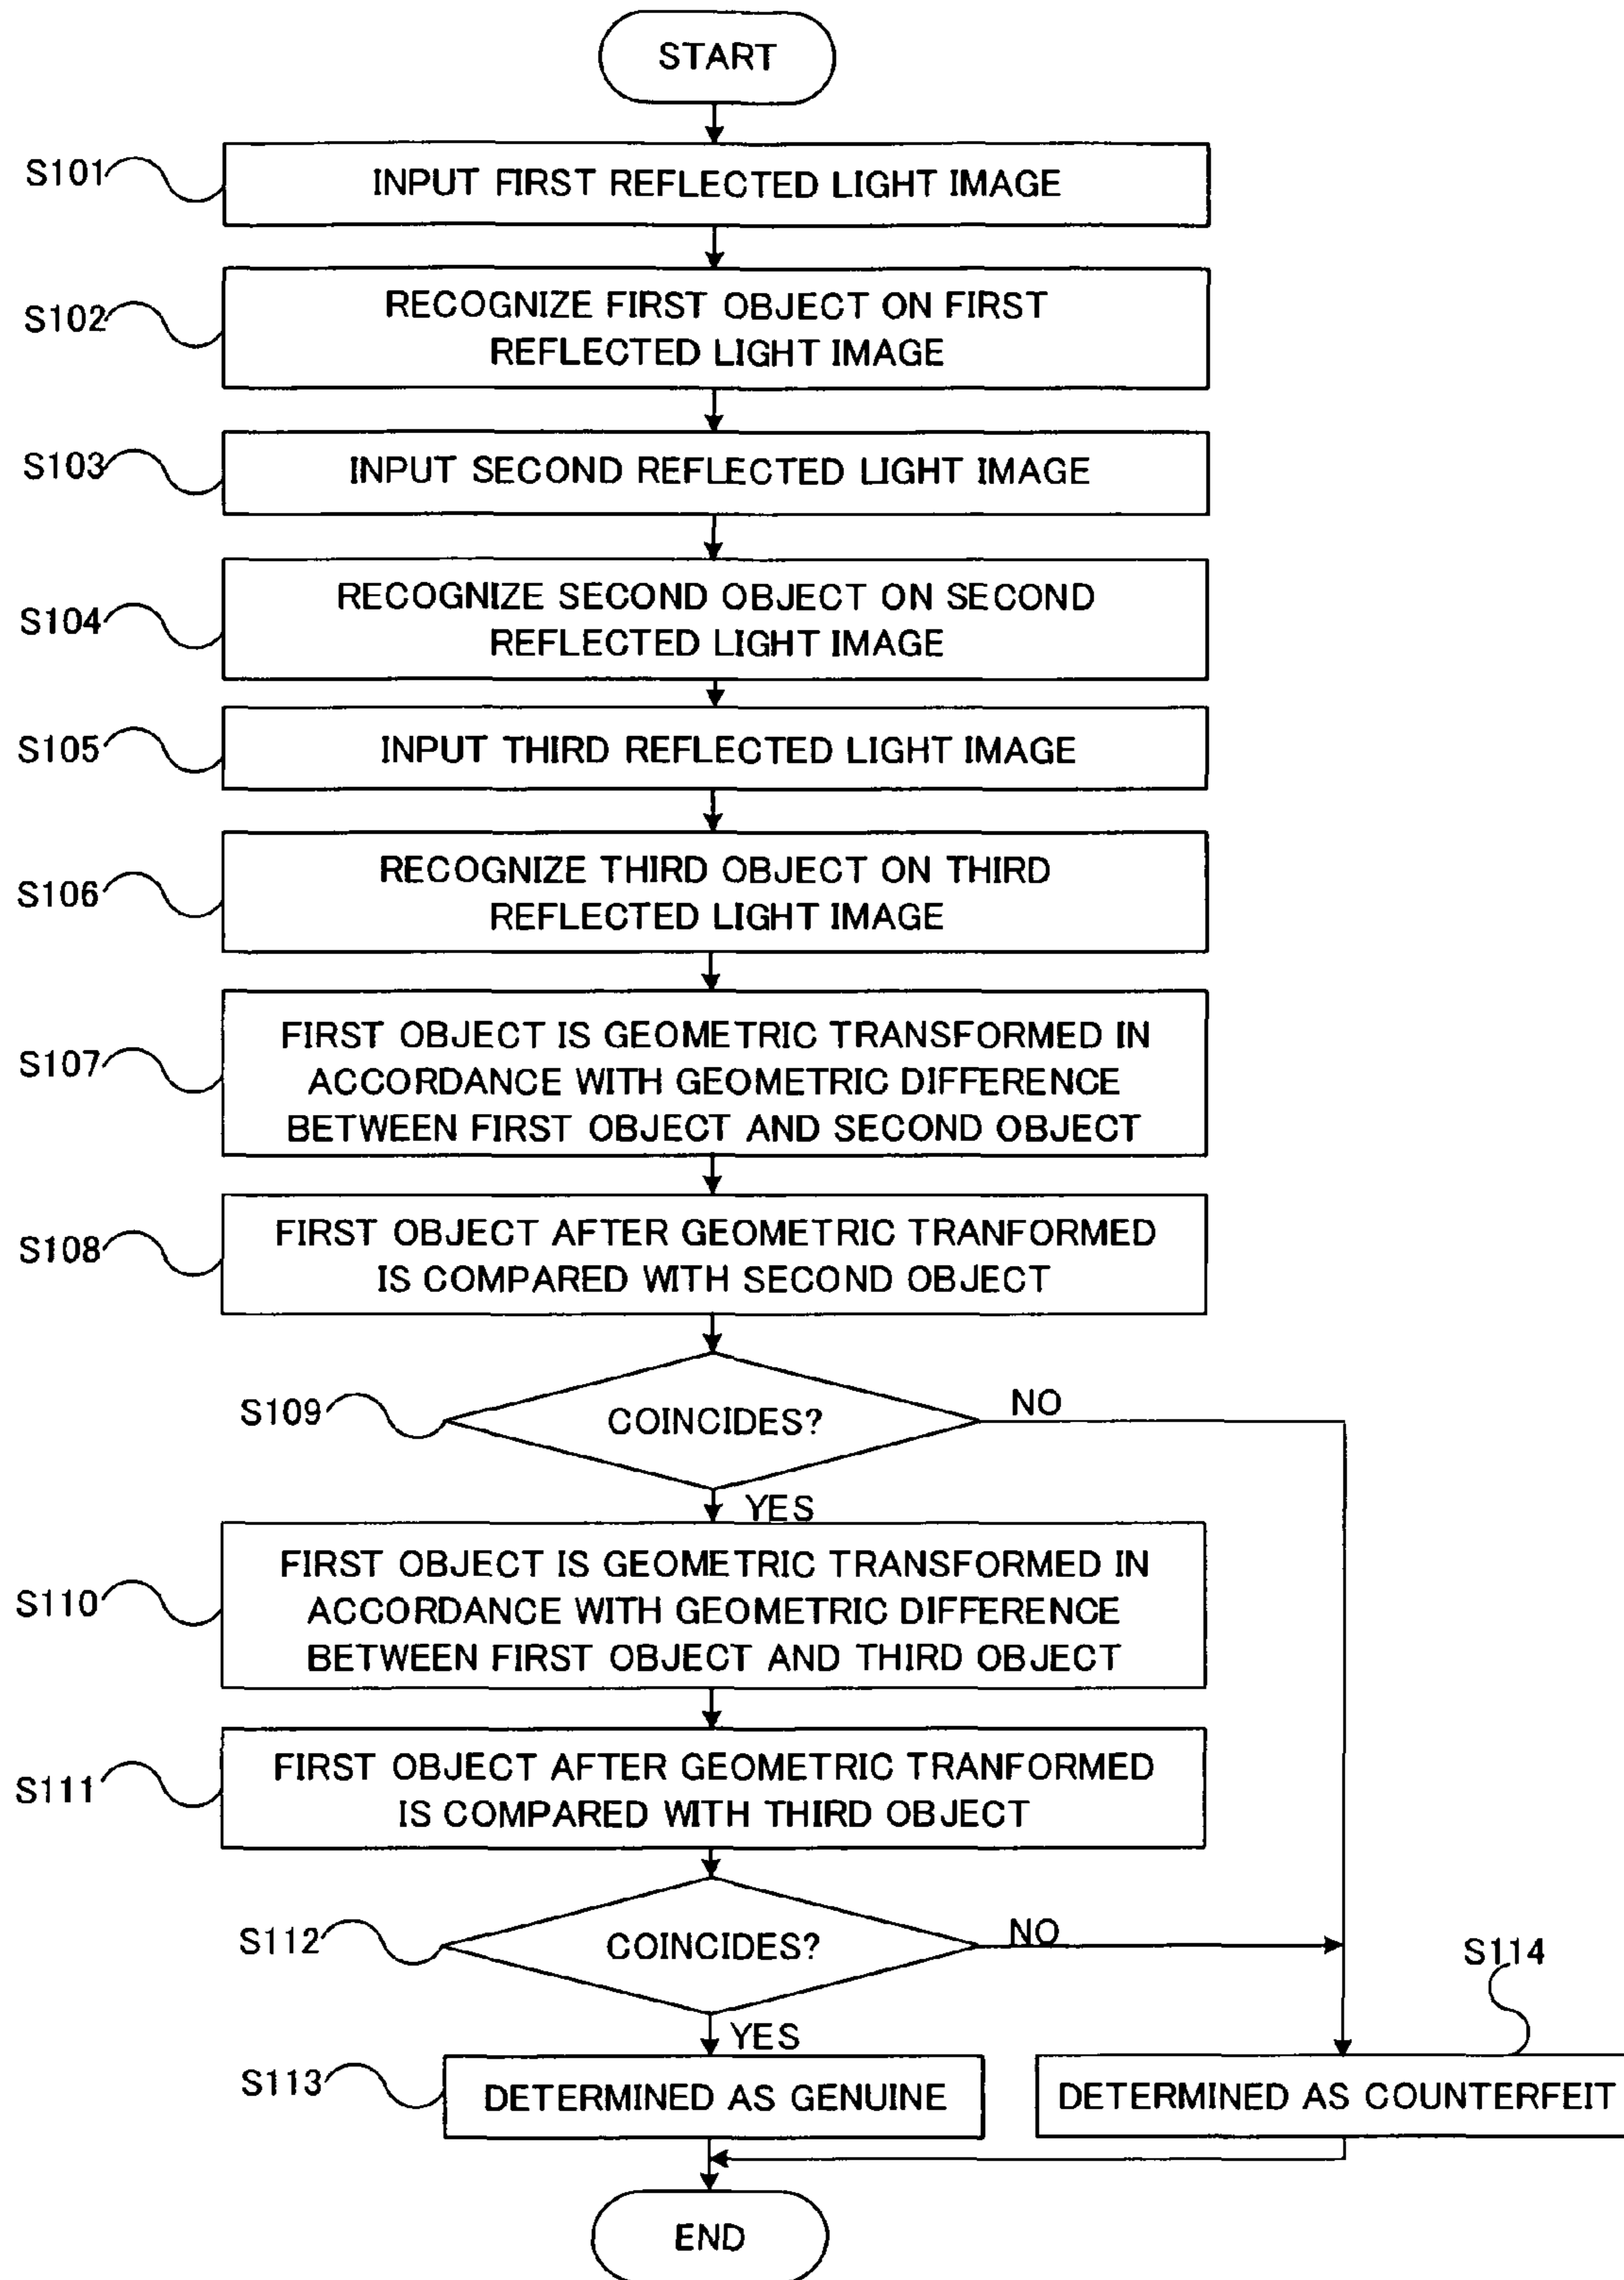 START
S101
INPUT FIRST REFLECTED LIGHT IMAGE
S102
RECOGNIZE FIRST OBJECT ON FIRST
REFLECTED LIGHT IMAGE
S103
INPUT SECOND REFLECTED LIGHT IMAGE
S104
RECOGNIZE SECOND OBJECT ON SECOND
REFLECTED LIGHT IMAGE
S105
INPUT THIRD REFLECTED LIGHT IMAGE
S106
RECOGNIZE THIRD OBJECT ON THIRD
REFLECTED LIGHT IMAGE
S107
FIRST OBJECT IS GEOMETRIC TRANSFORMED IN
ACCORDANCE WITH GEOMETRIC DIFFERENCE
BETWEEN FIRST OBJECT AND SECOND OBJECT
S108
FIRST OBJECT AFTER GEOMETRIC TRANFORMED
IS COMPARED WITH SECOND OBJECT
S109
COINCIDES?
NO
YES
S110
FIRST OBJECT IS GEOMETRIC TRANSFORMED IN
ACCORDANCE WITH GEOMETRIC DIFFERENCE
BETWEEN FIRST OBJECT AND THIRD OBJECT
S111
FIRST OBJECT AFTER GEOMETRIC TRANFORMED
IS COMPARED WITH THIRD OBJECT
S112
COINCIDES?
NO
YES
S113
DETERMINED AS GENUINE
S114
DETERMINED AS COUNTERFEIT
END